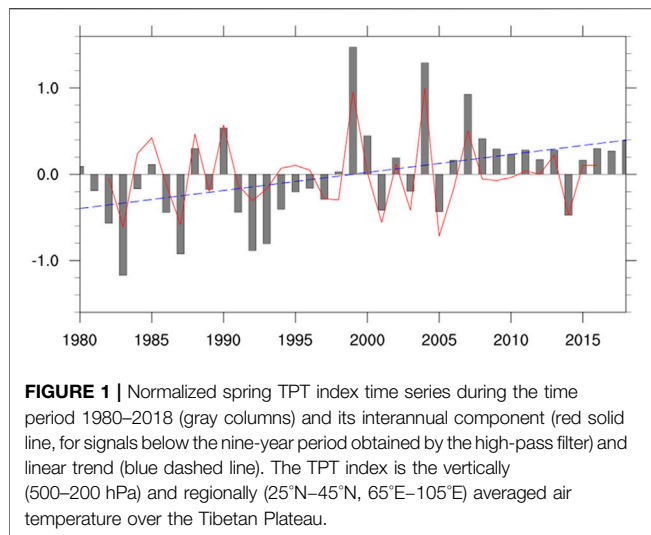 1.0
0.0
-1.0
1980 1985 1990 1995 2000 2005 2010 2015
FIGURE 1 | Normalized spring TPT index time series during the time
period 1980–2018 (gray columns) and its interannual component (red solid
line, for signals below the nine-year period obtained by the high-pass filter) and
linear trend (blue dashed line). The TPT index is the vertically
(500–200 hPa) and regionally (25°N–45°N, 65°E–105°E) averaged air
temperature over the Tibetan Plateau.